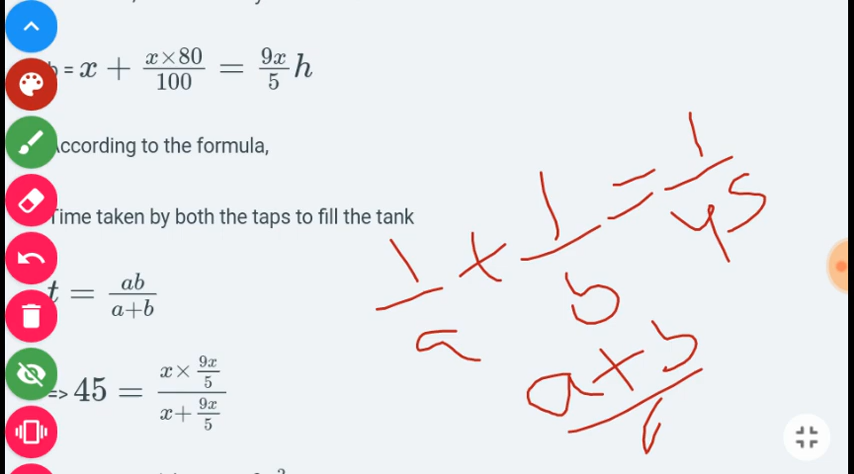 = x + x×80/100 = 9x/5 h
According to the formula,
Time taken by both the taps to fill the tank
t = ab/a+b
=> 45 = x× 9x/5 / x+ 9x/5
1/a + 1/b = 1/45
a+b